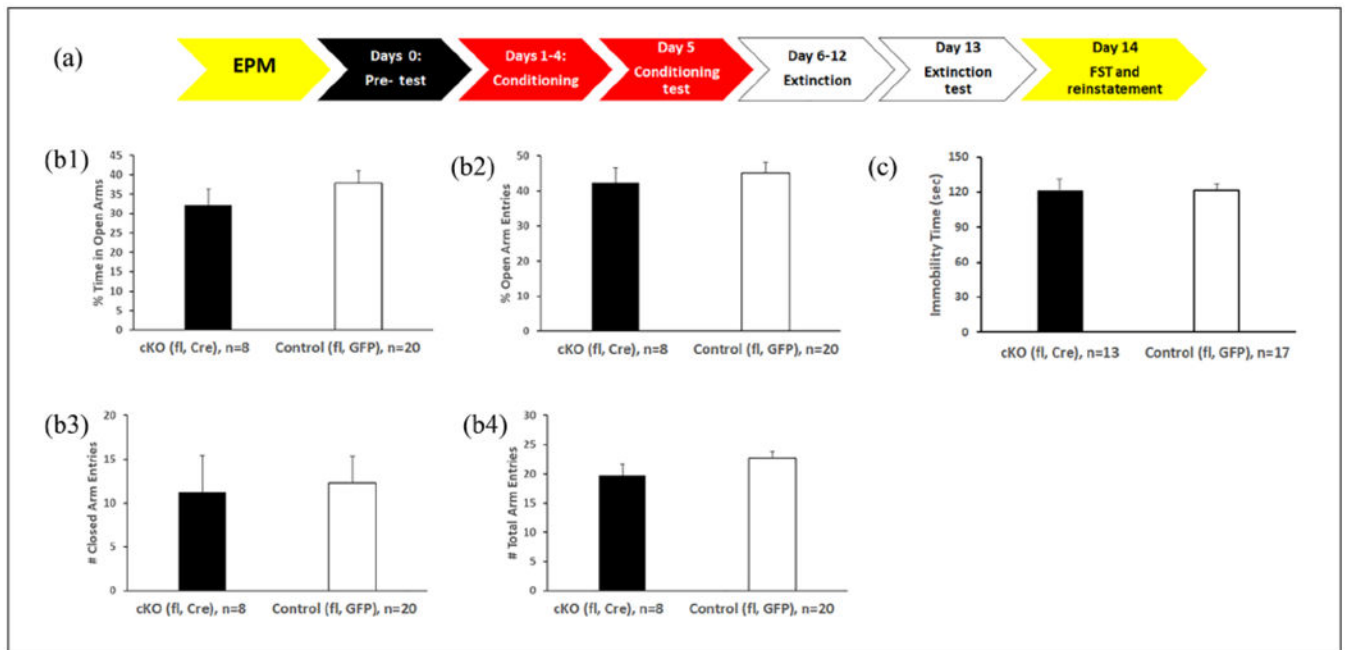 (a)
EPM
Days 0:
Pre- test
Days 1-4:
Conditioning
Day 5
Conditioning
test
Day 6-12
Extinction
Day 13
Extinction
test
Day 14
FST and
reinstatement
(b1)
% Time in Open Arms
45
40
35
30
25
20
15
10
5
0
cKO (fl, Cre), n=8
Control (fl, GFP), n=20
(b2)
% Open Arm Entries
50
40
30
20
10
0
cKO (fl, Cre), n=8
Control (fl, GFP), n=20
(c)
Immobility Time (sec)
150
120
90
60
30
0
cKO (fl, Cre), n=13
Control (fl, GFP), n=17
(b3)
# Closed Arm Entries
20
15
10
5
0
cKO (fl, Cre), n=8
Control (fl, GFP), n=20
(b4)
# Total Arm Entries
30
25
20
15
10
5
0
cKO (fl, Cre), n=8
Control (fl, GFP), n=20